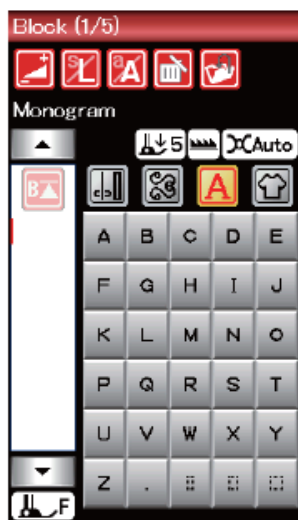 Block (1/5)
S L a A
Monogram
5 Auto
B A
A B C D E
F G H I J
K L M N O
P Q R S T
U V W X Y
Z .
F